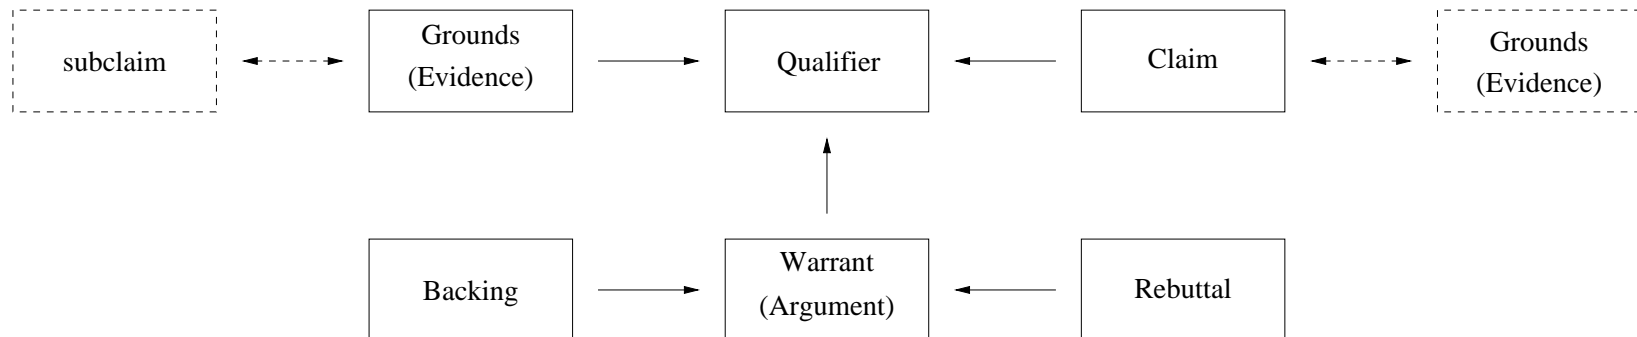 subclaim
Grounds
(Evidence)
Qualifier
Claim
Grounds
(Evidence)
Backing
Warrant
(Argument)
Rebuttal